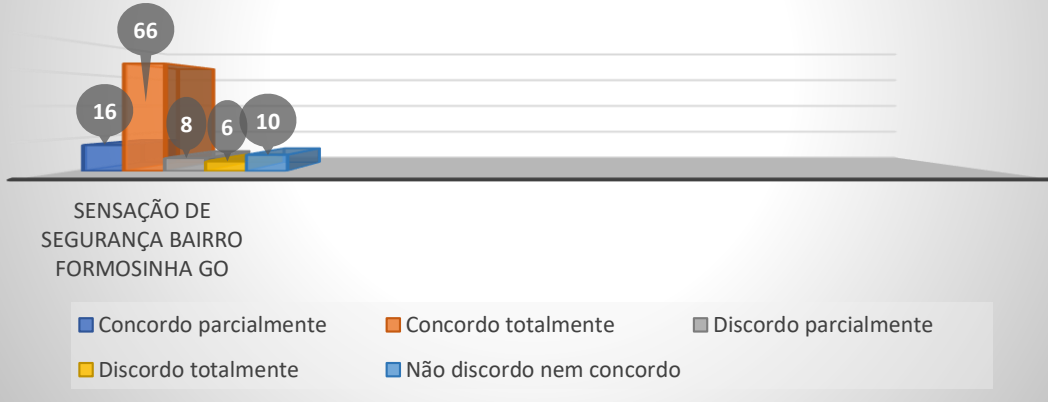 66
16
8
6
10
SENSAÇÃO DE
SEGURANÇA BAIRRO
FORMOSINHA GO
Concordo parcialmente
Concordo totalmente
Discordo parcialmente
Discordo totalmente
Não discordo nem concordo